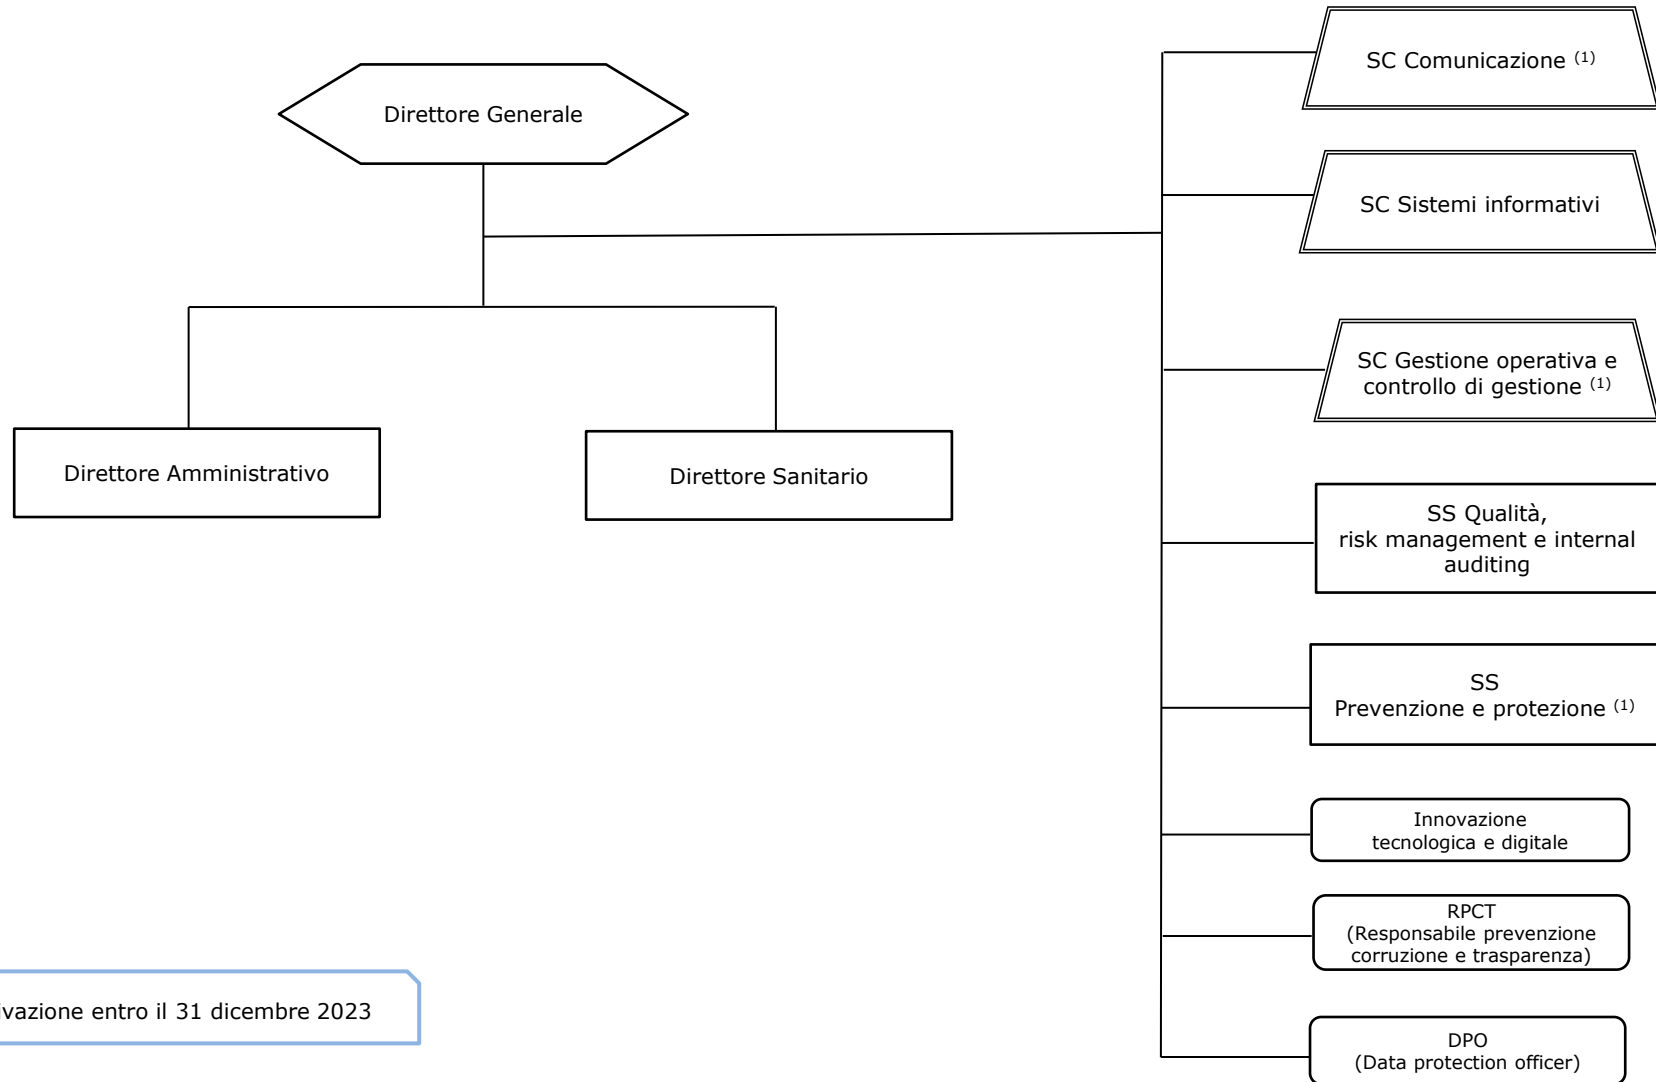 Direttore Generale
Direttore Amministrativo
Direttore Sanitario
SC Comunicazione (1)
SC Sistemi informativi
SC Gestione operativa e
controllo di gestione (1)
SS Qualità,
risk management e internal
auditing
SS
Prevenzione e protezione (1)
Innovazione
tecnologica e digitale
RPCT
(Responsabile prevenzione
corruzione e trasparenza)
DPO
(Data protection officer)
entro il 31 dicembre 2023